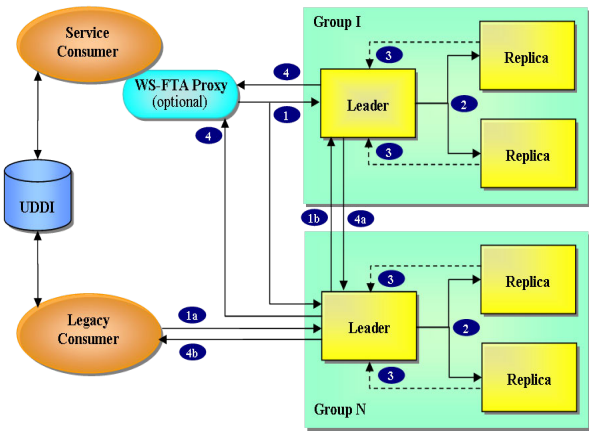 Group I
Service
Consumer
3
Replica
4
WS-FTA Proxy
(optional)
Leader
2
1
4
3
Replica
UDDI
1b
4a
3
Replica
Legacy
Consumer
1a
Leader
2
4b
3
Replica
Group N